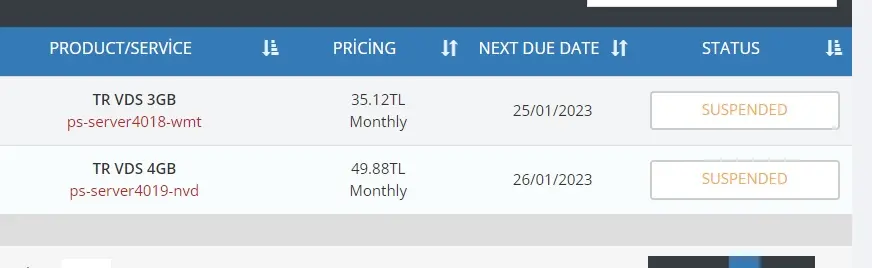 PRODUCT/SERVİCE PRİCİNG NEXT DUE DATE STATUS
TR VDS 3GB 35.12TL
ps-server4018-wmt Monthly 25/01/2023 SUSPENDED
TR VDS 4GB 49.88TL
ps-server4019-nvd Monthly 26/01/2023 SUSPENDED